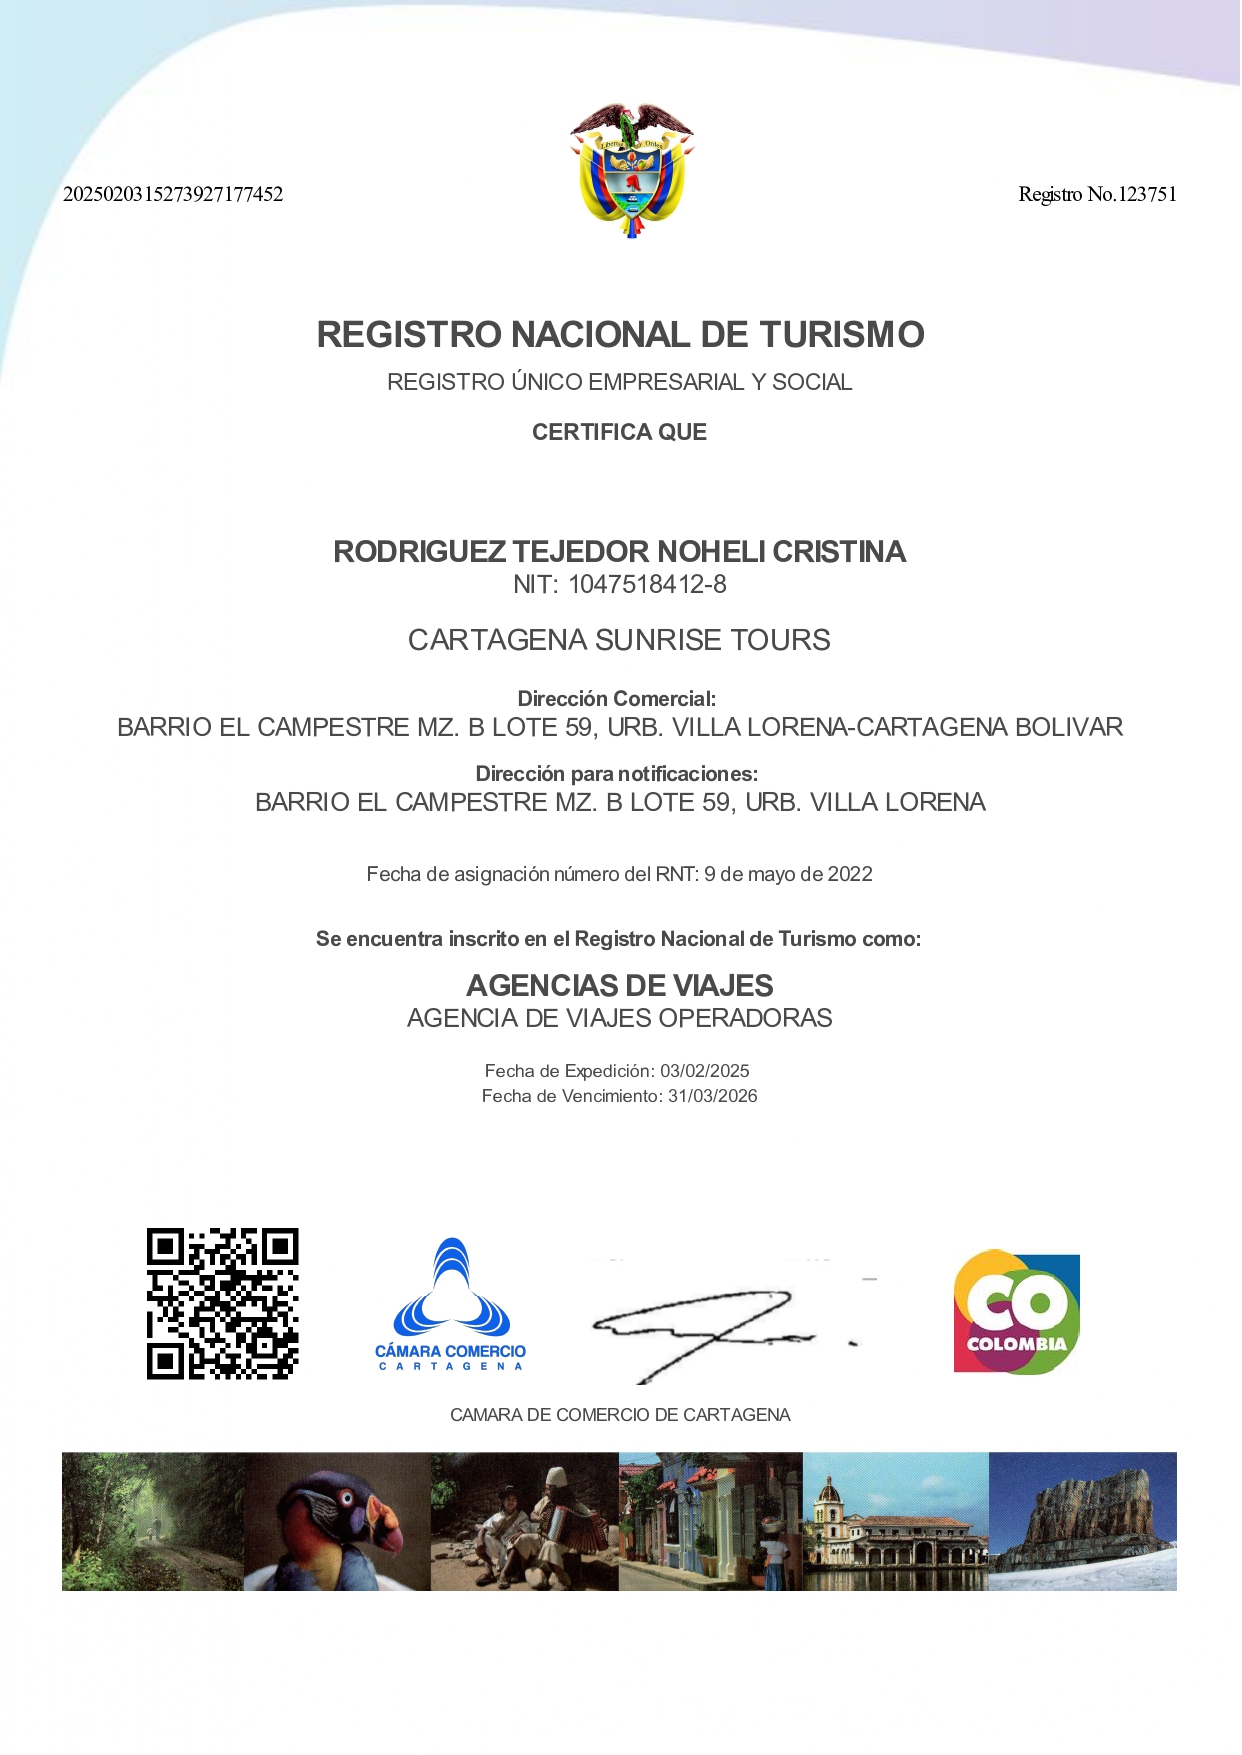 2025020315273927177452
Registro No.123751
Libertad y Orden
REGISTRO NACIONAL DE TURISMO
REGISTRO ÚNICO EMPRESARIAL Y SOCIAL
CERTIFICA QUE
RODRIGUEZ TEJEDOR NOHELI CRISTINA
NIT: 1047518412-8
CARTAGENA SUNRISE TOURS
Dirección Comercial:
BARRIO EL CAMPESTRE MZ. B LOTE 59, URB. VILLA LORENA-CARTAGENA BOLIVAR
Dirección para notificaciones:
BARRIO EL CAMPESTRE MZ. B LOTE 59, URB. VILLA LORENA
Fecha de asignación número del RNT: 9 de mayo de 2022
Se encuentra inscrito en el Registro Nacional de Turismo como:
AGENCIAS DE VIAJES
AGENCIA DE VIAJES OPERADORAS
Fecha de Expedición: 03/02/2025
Fecha de Vencimiento: 31/03/2026
CÁMARA COMERCIO
CARTAGENA
CO
COLOMBIA
CAMARA DE COMERCIO DE CARTAGENA